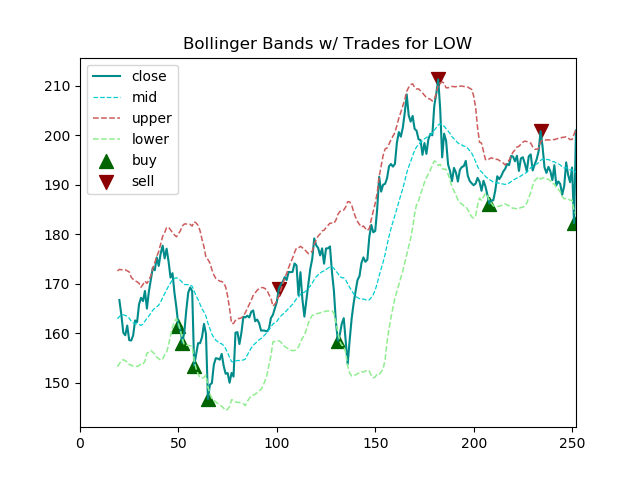 Bollinger Bands w/ Trades for LOW
close
mid
upper
lower
buy
sell
210
200
190
180
170
160
150
0 50 100 150 200 250